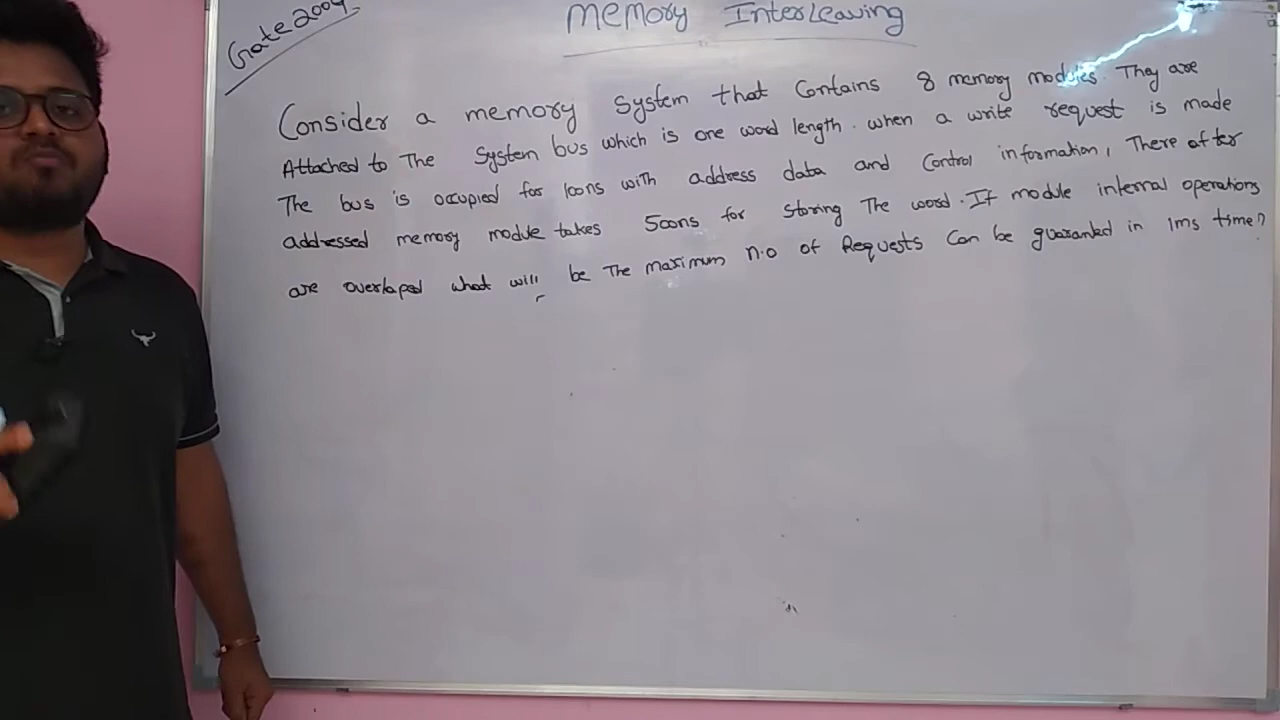 Gate 2009
Memory Interleaving
Consider a memory system that contains 8 memory modules. They are
Attached to The system bus which is one word length. when a write request is made
The bus is occupied for 100ns with address data and control information, There after
addressed memory module takes 500ns for storing The word. If module internal operations
are overlaped what will be The maximum n.o of Requests can be guaranted in 1ms time?